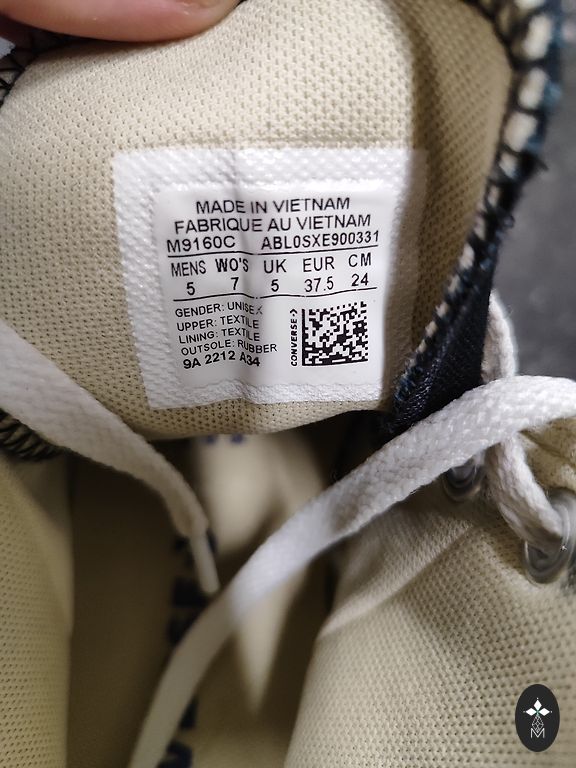 MADE IN VIETNAM
FABRIQUE AU VIETNAM
M9160C ABL0SXE900331
MENS WO'S UK EUR CM
5 7 5 37.5 24
GENDER: UNISEX
UPPER: TEXTILE
LINING: TEXTILE
OUTSOLE: RUBBER
9A 2212 A34
CONVERSE
M